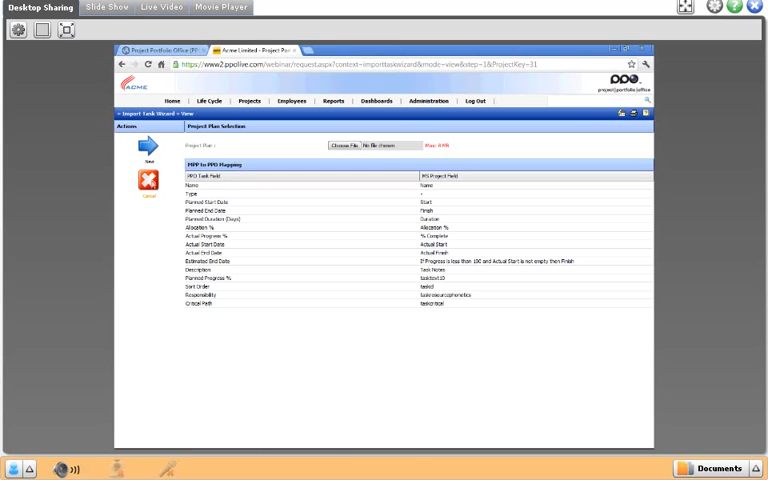 Desktop Sharing Slide Show Live Video Movie Player
Project Portfolio Office (PP Acme Limited - Project Por
https://www2.ppolive.com/webinar/request.aspx?context=importtaskwizard&mode=view&step=1&ProjectKey=31
ACME
PPO
project|portfolio|office
Home Life Cycle Projects Employees Reports Dashboards Administration Log Out
» Import Task Wizard » View
Actions Project Plan Selection
Project Plan : Choose File No file chosen Max: 8 MB
Next
Cancel
MPP to PPO Mapping
PPO Task Field MS Project Field
Name Name
Type -
Planned Start Date Start
Planned End Date Finish
Planned Duration (Days) Duration
Allocation % Allocation %
Actual Progress % % Complete
Actual Start Date Actual Start
Actual End Date Actual Finish
Estimated End Date If Progress is less than 100 and Actual Start is not empty then Finish
Description Task Notes
Planned Progress % tasktext10
Sort Order taskid
Responsibility taskresourcephonetics
Critical Path taskcritical
Documents